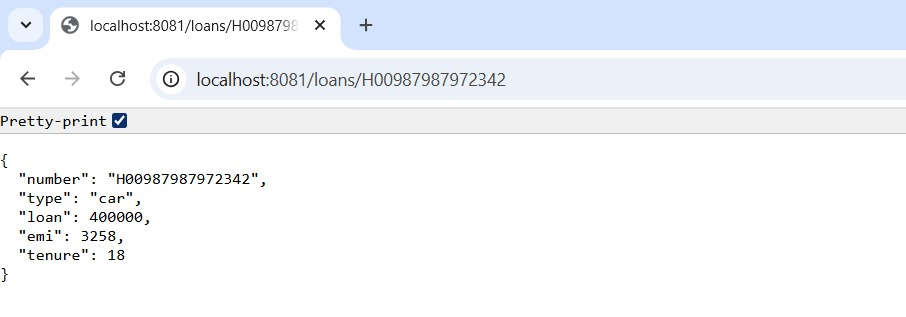 localhost:8081/loans/H0098798
localhost:8081/loans/H00987987972342
Pretty-print
{
"number": "H00987987972342",
"type": "car",
"loan": 400000,
"emi": 3258,
"tenure": 18
}